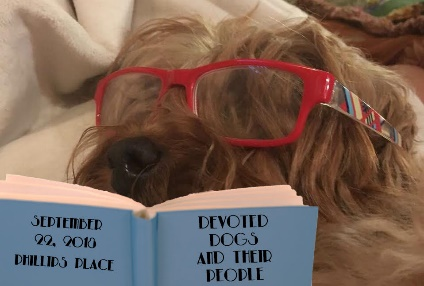 SEPTEMBER
22, 2018
PHILLIPS PLACE
DEVOTED
DOGS
AND THEIR
PEOPLE